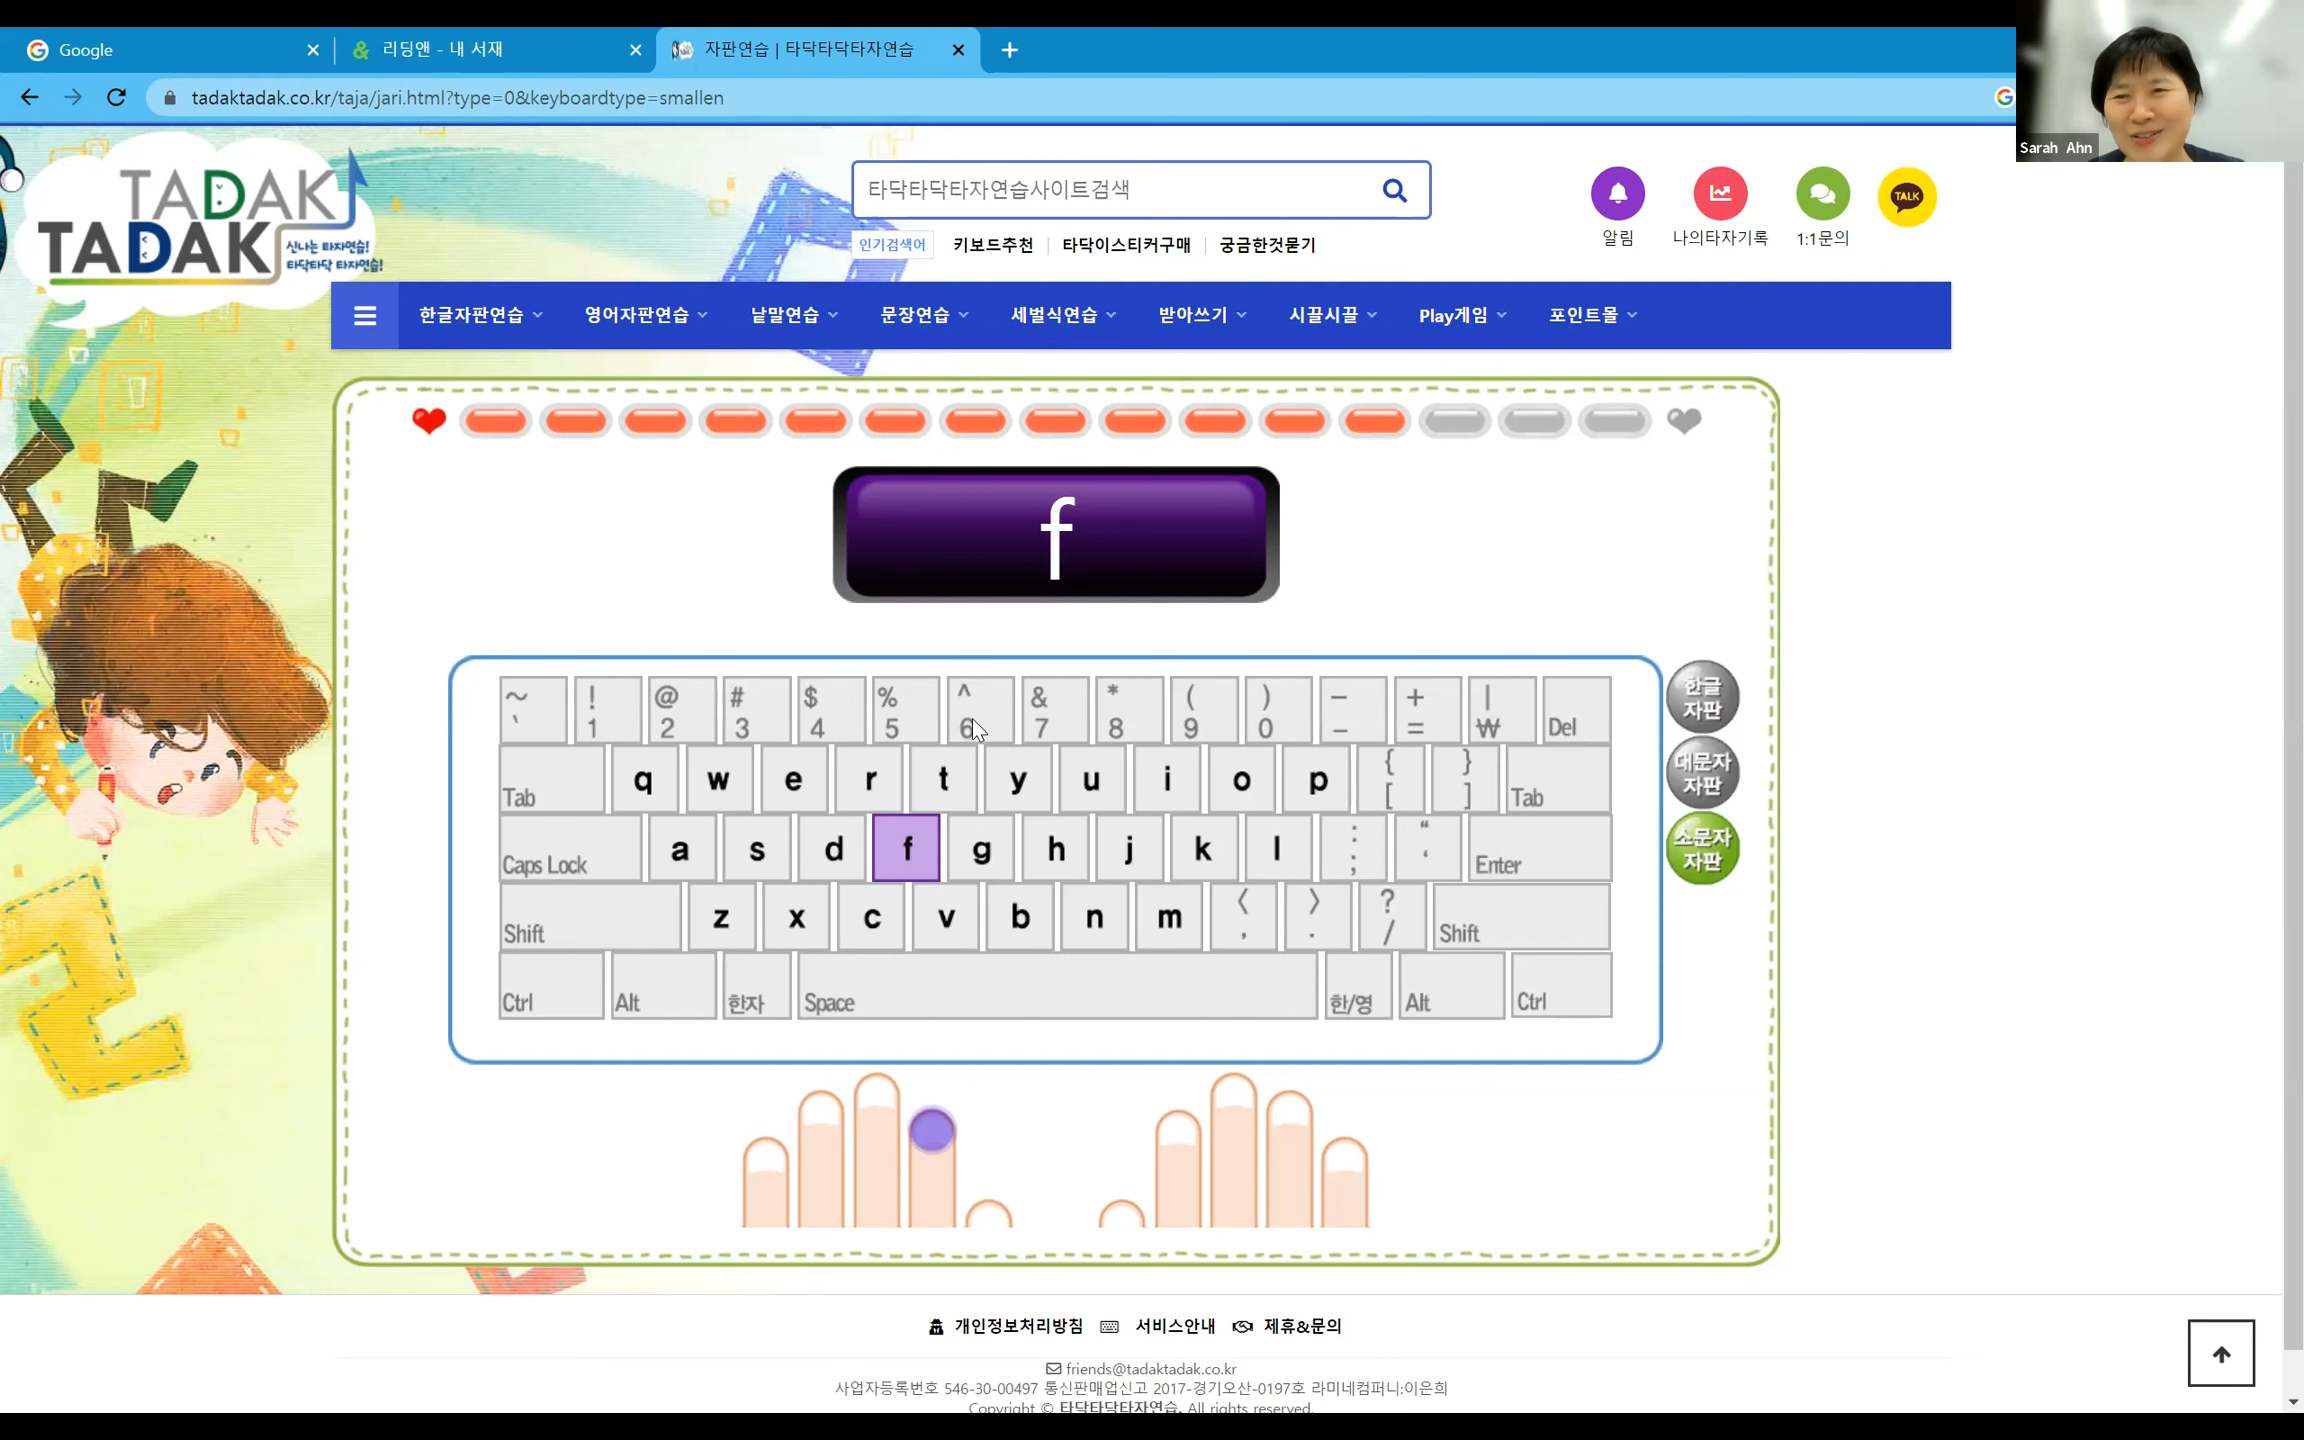 Google
리딩앤 - 내 서재
자판연습 | 타닥타닥타자연습
tadaktadak.co.kr/taja/jari.html?type=0&keyboardtype=smallen
Sarah Ahn
TADAK
TADAK
신나는 타자연습!
타닥타닥 타자연습!
타닥타닥타자연습사이트검색
인기검색어 키보드추천 타닥이스티커구매 궁금한것묻기
알림 나의타자기록 1:1문의 TALK
한글자판연습 영어자판연습 낱말연습 문장연습 세벌식연습 받아쓰기 시끌시끌 Play게임 포인트몰
f
~ ! @ # $ % ^ & * ( ) – + |
` 1 2 3 4 5 6 7 8 9 0 – = ₩ Del
Tab q w e r t y u i o p { [ } ] Tab
Caps Lock a s d f g h j k l : ; “ ‘ Enter
Shift z x c v b n m 〈 , 〉 . ? / Shift
Ctrl Alt 한자 Space 한/영 Alt Ctrl
한글
자판
대문자
자판
소문자
자판
개인정보처리방침 서비스안내 제휴&문의
friends@tadaktadak.co.kr
사업자등록번호 546-30-00497 통신판매업신고 2017-경기오산-0197호 라미네컴퍼니:이은희
Copyright © 타닥타닥타자연습. All rights reserved.